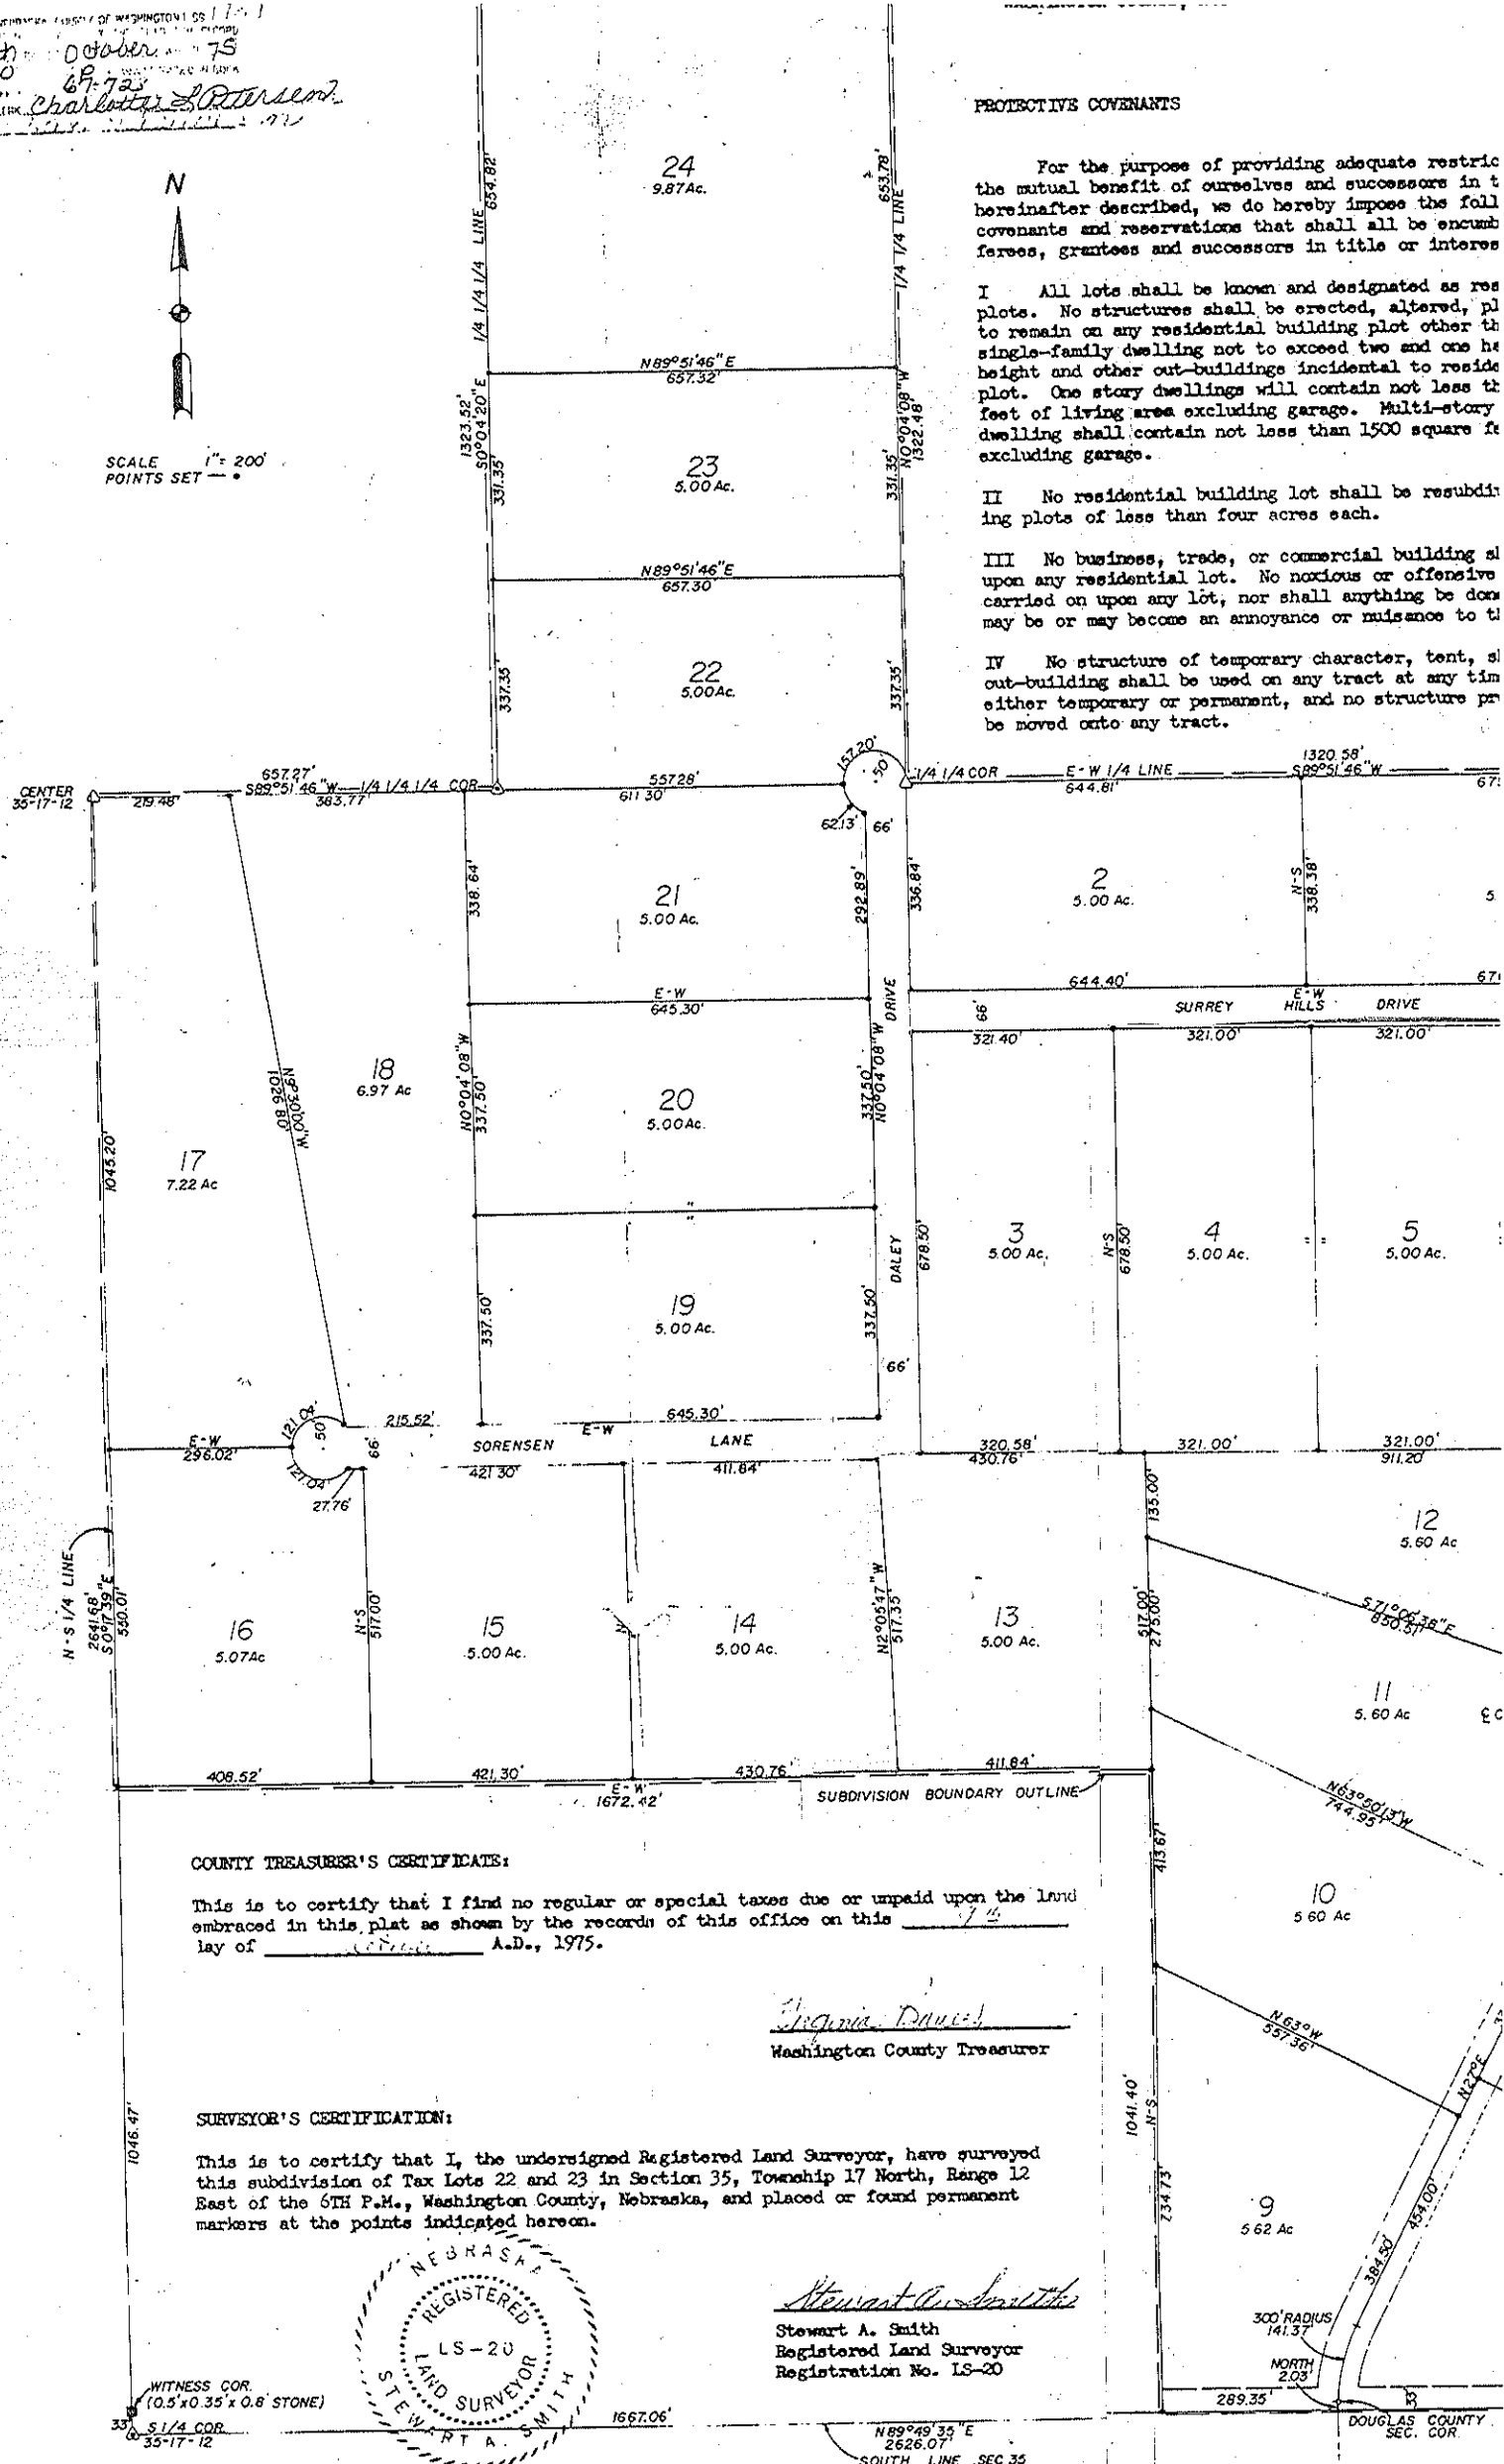 October 75
Charlotte L Petersen
N
SCALE 1"= 200'
POINTS SET — •
PROTECTIVE COVENANTS
For the purpose of providing adequate restric
the mutual benefit of ourselves and successors in t
hereinafter described, we do hereby impose the foll
covenants and reservations that shall all be encumb
ferees, grantees and successors in title or interes
I All lots shall be known and designated as res
plots. No structures shall be erected, altered, pl
to remain on any residential building plot other th
single-family dwelling not to exceed two and one ha
height and other out-buildings incidental to reside
plot. One story dwellings will contain not less th
feet of living area excluding garage. Multi-story
dwelling shall contain not less than 1500 square fe
excluding garage.
II No residential building lot shall be resubdi
ing plots of less than four acres each.
III No business, trade, or commercial building sl
upon any residential lot. No noxious or offensive
carried on upon any lot, nor shall anything be done
may be or may become an annoyance or nuisance to th
IV No structure of temporary character, tent, sl
out-building shall be used on any tract at any tim
either temporary or permanent, and no structure pr
be moved onto any tract.
24
9.87 Ac.
654.82'
1/4 1/4 1/4 LINE
653.78'
1/4 1/4 LINE
N89°51'46"E
657.32'
1323.52'
S0°04'20"E
331.35'
23
5.00 Ac.
331.35'
N0°04'08"W
1322.48'
N89°51'46"E
657.30'
337.35'
22
5.00 Ac.
337.35'
CENTER
35-17-12
219.48'
657.27'
S89°51'46"W
383.77'
1/4 1/4 1/4 COR
557.28'
611.30'
157.20'
50'
62.13'
66'
1/4 1/4 COR
E-W 1/4 LINE
644.81'
1320.58'
S89°51'46"W
67
338.64'
21
5.00 Ac.
292.89'
336.84'
2
5.00 Ac.
N-S
338.38'
5
E-W
645.30'
DRIVE
644.40'
67
66'
SURREY
E-W
HILLS
DRIVE
321.40'
321.00'
321.00'
17
7.22 Ac
1045.20'
N9°30'00"W
1026.80'
18
6.97 Ac
N0°04'08"W
337.50'
20
5.00 Ac.
337.50'
N0°04'08"W
" "
337.50'
19
5.00 Ac.
337.50'
DALEY
66'
678.50'
3
5.00 Ac.
N-S
678.50'
4
5.00 Ac.
" "
5
5.00 Ac.
E-W
296.02'
121.04'
50'
127.04'
27.76'
66'
215.52'
SORENSEN
E-W
LANE
645.30'
421.30'
411.84'
320.58'
430.76'
321.00'
321.00'
911.20'
N-S 1/4 LINE
2641.68'
S0°17'39"E
550.01'
16
5.07 Ac
N-S
517.00'
15
5.00 Ac.
14
5.00 Ac.
N2°05'47"W
517.35'
13
5.00 Ac.
135.00'
517.00'
275.00'
12
5.60 Ac
S71°06'38"E
850.51'
11
5.60 Ac
408.52'
421.30'
E-W
1672.42'
430.76'
411.84'
SUBDIVISION BOUNDARY OUTLINE
N63°50'13"W
744.95'
413.67'
10
5 60 Ac
COUNTY TREASURER'S CERTIFICATE:
This is to certify that I find no regular or special taxes due or unpaid upon the land
embraced in this plat as shown by the records of this office on this
lay of A.D., 1975.
Virginia
Washington County Treasurer
N63°W
557.36'
N27°E
1046.47'
1041.40'
N-S
234.73'
SURVEYOR'S CERTIFICATION:
This is to certify that I, the undersigned Registered Land Surveyor, have surveyed
this subdivision of Tax Lots 22 and 23 in Section 35, Township 17 North, Range 12
East of the 6TH P.M., Washington County, Nebraska, and placed or found permanent
markers at the points indicated hereon.
9
5 62 Ac
454.00'
384.50'
NEBRASKA
REGISTERED
LS-20
LAND SURVEYOR
STEWART A. SMITH
Stewart A. Smith
Stewart A. Smith
Registered Land Surveyor
Registration No. LS-20
300' RADIUS
141.37'
NORTH
2.03'
289.35'
33'
DOUGLAS COUNTY
SEC. COR.
WITNESS COR.
(0.5'x0.35'x 0.8' STONE)
33'
S 1/4 COR.
35-17-12
1667.06'
N89°49'35"E
2626.07'
SOUTH LINE SEC 35